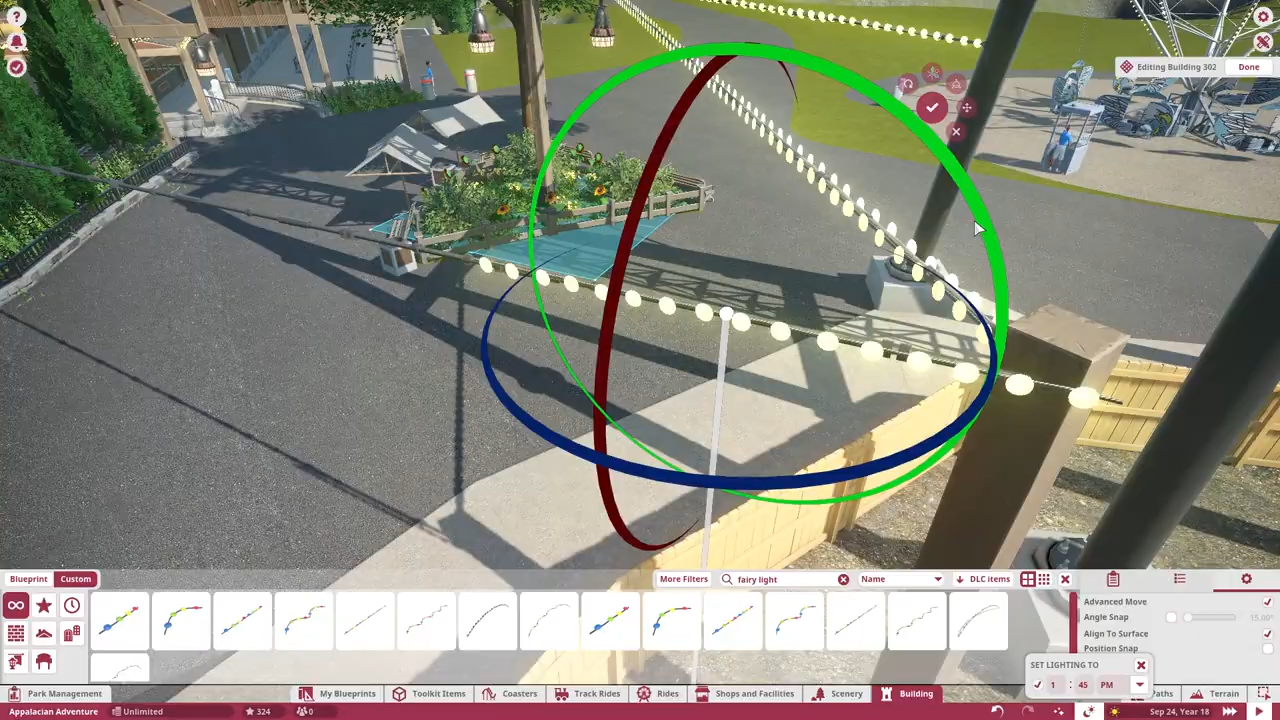 ?
Editing Building 302 Done
Blueprint Custom More Filters fairy light Name DLC items
Advanced Move
Angle Snap 15.00°
Align To Surface
Position Snap
SET LIGHTING TO
1 : 45 PM
Park Management My Blueprints Toolkit Items Coasters Track Rides Rides Shops and Facilities Scenery Building Paths Terrain
Appalacian Adventure Unlimited 324 0 Sep 24, Year 18